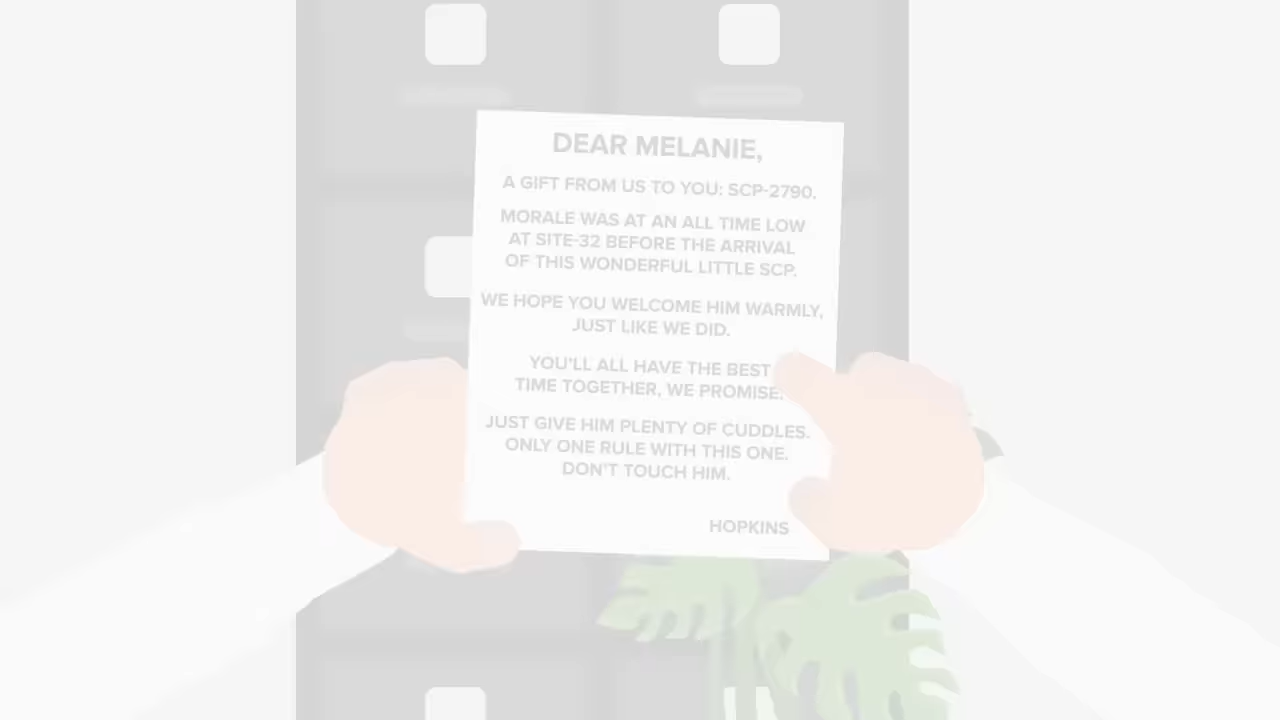 DEAR MELANIE,
A GIFT FROM US TO YOU: SCP-2790.
MORALE WAS AT AN ALL TIME LOW
AT SITE-32 BEFORE THE ARRIVAL
OF THIS WONDERFUL LITTLE SCP.
WE HOPE YOU WELCOME HIM WARMLY,
JUST LIKE WE DID.
YOU'LL ALL HAVE THE BEST
TIME TOGETHER, WE PROMISE.
JUST GIVE HIM PLENTY OF CUDDLES.
ONLY ONE RULE WITH THIS ONE.
DON'T TOUCH HIM.
HOPKINS